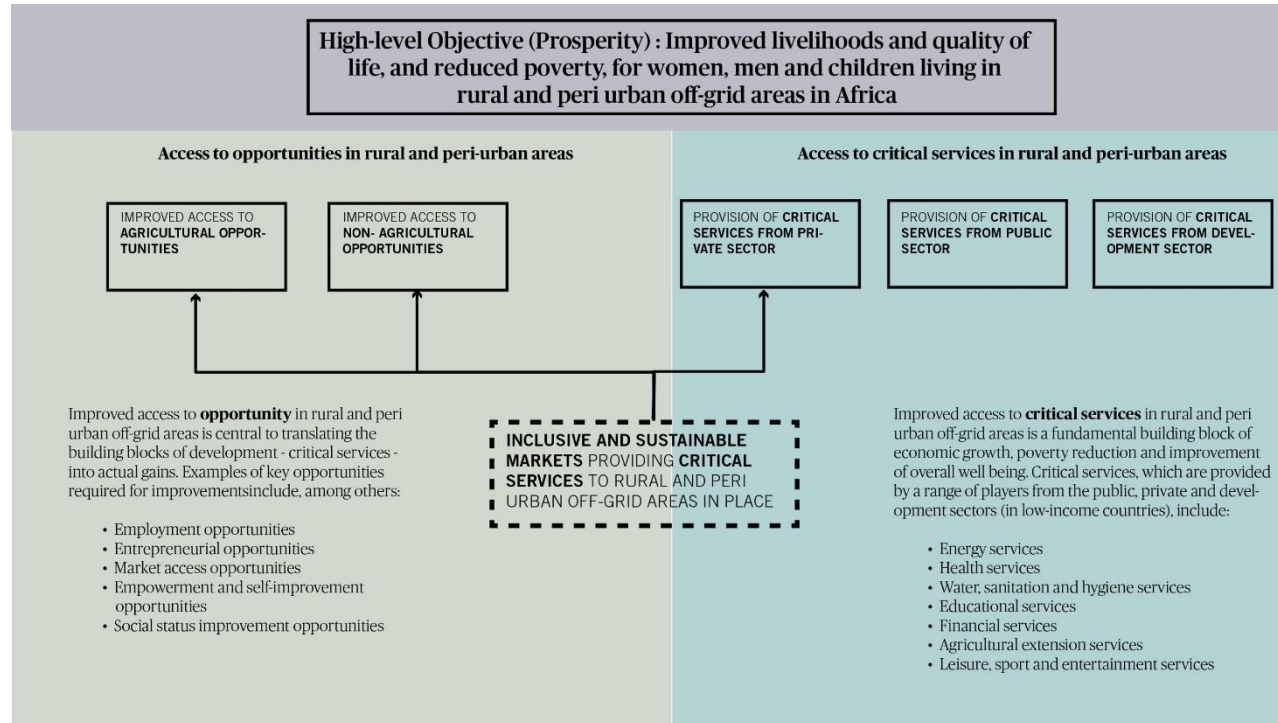 High-level Objective (Prosperity) : Improved livelihoods and quality of
life, and reduced poverty, for women, men and children living in
rural and peri urban off-grid areas in Africa
Access to opportunities in rural and peri-urban areas
IMPROVED ACCESS TO
AGRICULTURAL OPPOR-
TUNITIES
IMPROVED ACCESS TO
NON- AGRICULTURAL
OPPORTUNITIES
Access to critical services in rural and peri-urban areas
PROVISION OF CRITICAL
SERVICES FROM PRI-
VATE SECTOR
PROVISION OF CRITICAL
SERVICES FROM PUBLIC
SECTOR
PROVISION OF CRITICAL
SERVICES FROM DEVEL-
OPMENT SECTOR
Improved access to opportunity in rural and peri
urban off-grid areas is central to translating the
building blocks of development - critical services -
into actual gains. Examples of key opportunities
required for improvementsinclude, among others:
• Employment opportunities
• Entrepreneurial opportunities
• Market access opportunities
• Empowerment and self-improvement
opportunities
• Social status improvement opportunities
INCLUSIVE AND SUSTAINABLE
MARKETS PROVIDING CRITICAL
SERVICES TO RURAL AND PERI
URBAN OFF-GRID AREAS IN PLACE
Improved access to critical services in rural and peri
urban off-grid areas is a fundamental building block of
economic growth, poverty reduction and improvement
of overall well being. Critical services, which are provided
by a range of players from the public, private and devel-
opment sectors (in low-income countries), include:
• Energy services
• Health services
• Water, sanitation and hygiene services
• Educational services
• Financial services
• Agricultural extension services
• Leisure, sport and entertainment services